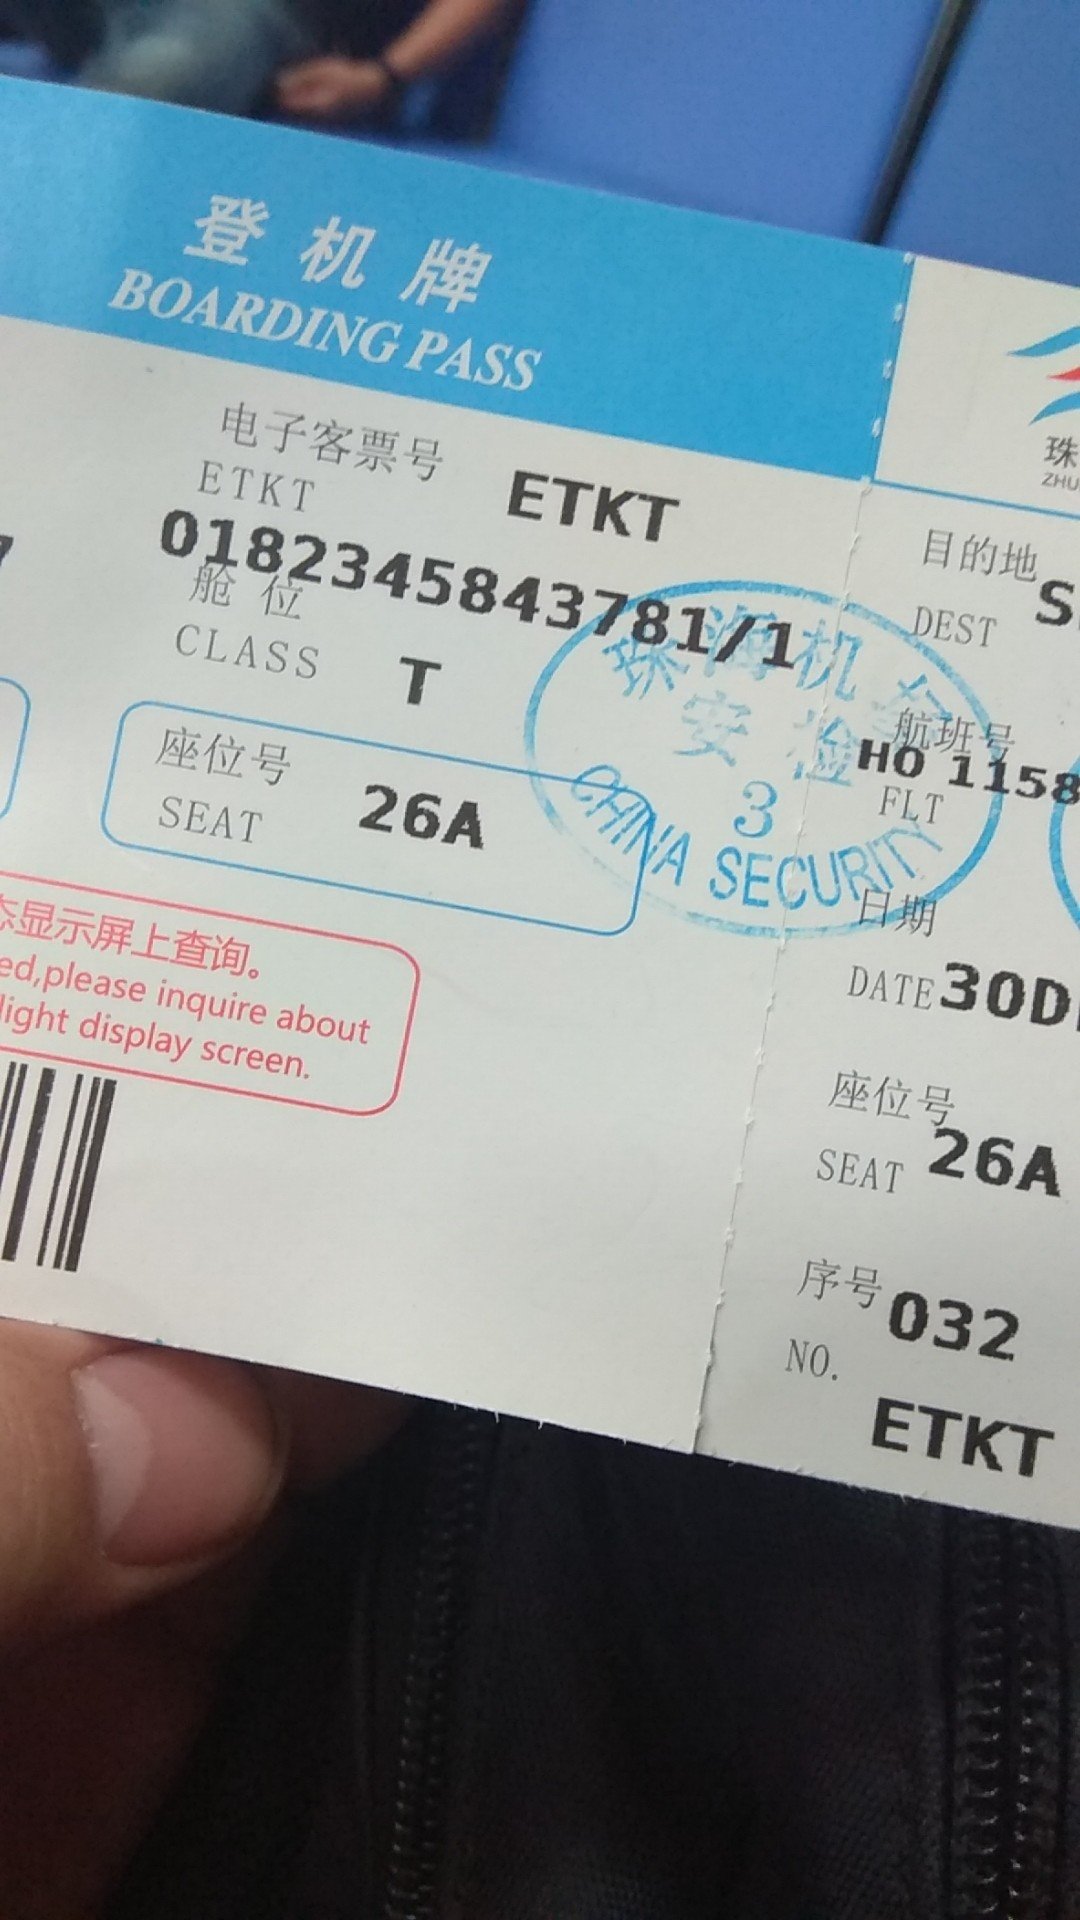 登机牌
BOARDING PASS
电子客票号
ETKT
ETKT
0182345843781/1
舱 位
CLASS
T
座位号
SEAT
26A
态显示屏上查询。
ed,please inquire about
light display screen.
珠海机场
安检
3
CHINA SECURITY
珠
ZHU
目的地
DEST
S
航班号
HO 1158
FLT
日期
DATE
30D
座位号
SEAT
26A
序号
032
NO.
ETKT